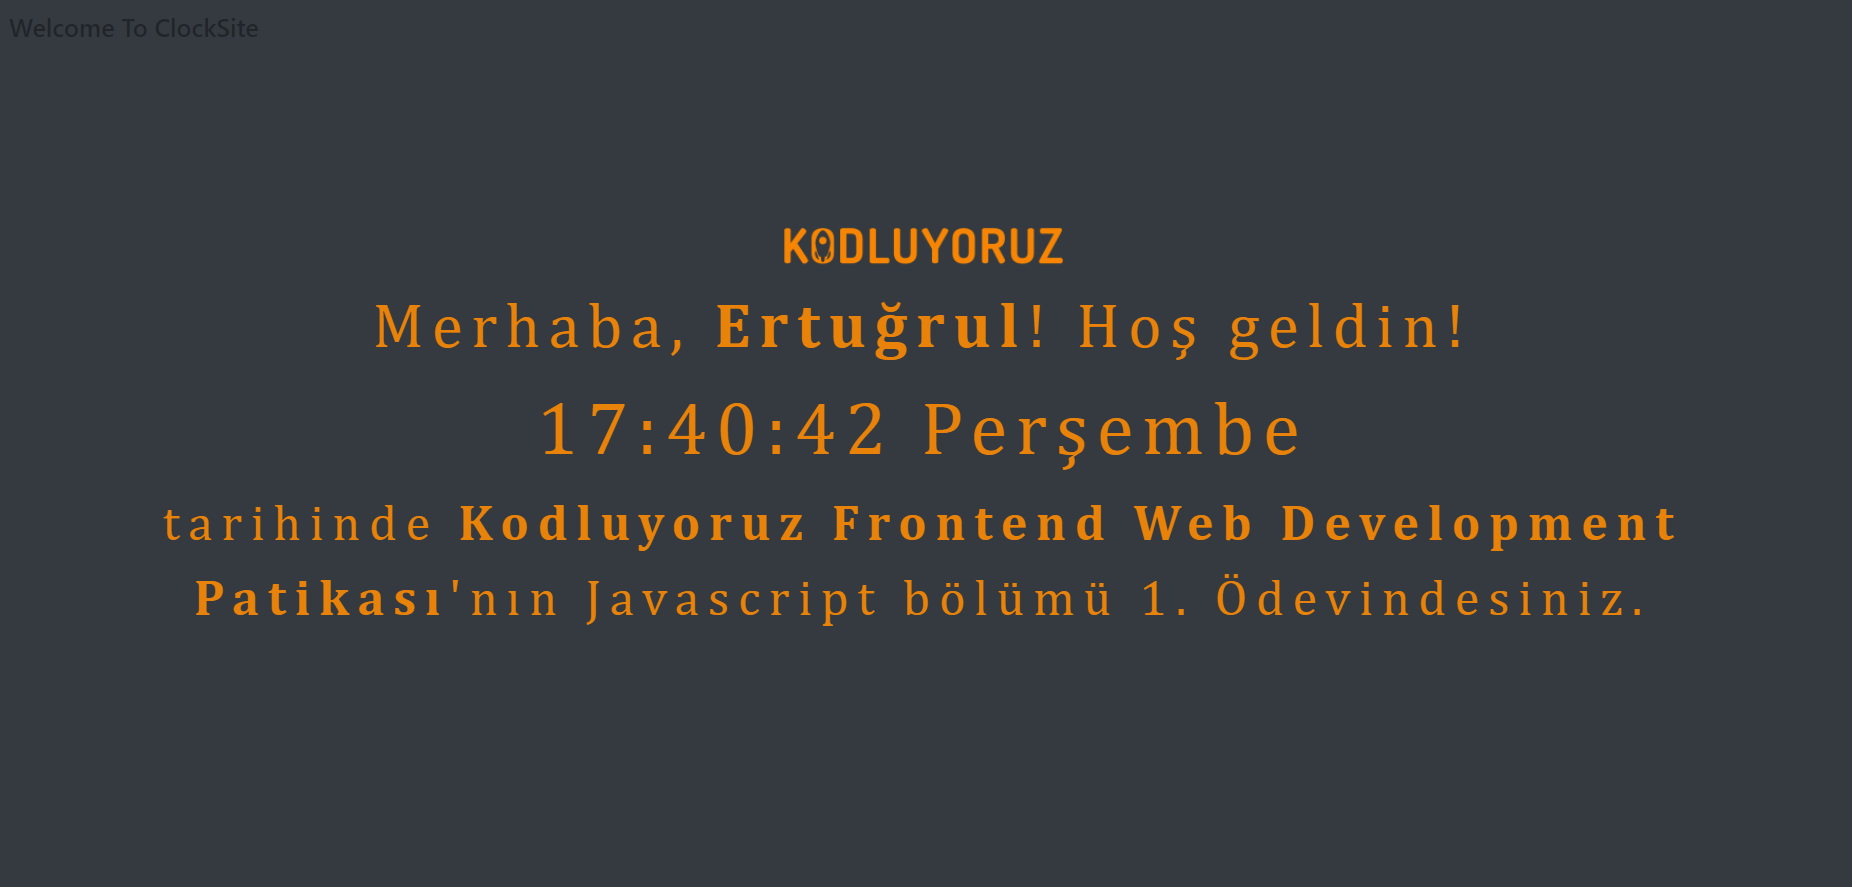 Welcome To ClockSite
KODLUYORUZ
Merhaba, Ertuğrul! Hoş geldin!
17:40:42 Perşembe
tarihinde Kodluyoruz Frontend Web Development
Patikası'nın Javascript bölümü 1. Ödevindesiniz.